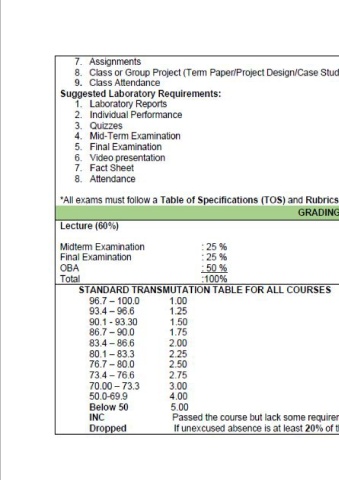 7. Assignments
8. Class or Group Project (Term Paper/Project Design/Case Stud
9. Class Attendance
Suggested Laboratory Requirements:
1. Laboratory Reports
2. Individual Performance
3. Quizzes
4. Mid-Term Examination
5. Final Examination
6. Video presentation
7. Fact Sheet
8. Attendance
*All exams must follow a Table of Specifications (TOS) and Rubrics
GRADING
Lecture (60%)
Midterm Examination : 25 %
Final Examination : 25 %
OBA : 50 %
Total :100%
STANDARD TRANSMUTATION TABLE FOR ALL COURSES
96.7 – 100.0 1.00
93.4 – 96.6 1.25
90.1 - 93.30 1.50
86.7 – 90.0 1.75
83.4 – 86.6 2.00
80.1 – 83.3 2.25
76.7 – 80.0 2.50
73.4 – 76.6 2.75
70.00 – 73.3 3.00
50.0-69.9 4.00
Below 50 5.00
INC Passed the course but lack some requirer
Dropped If unexcused absence is at least 20% of t